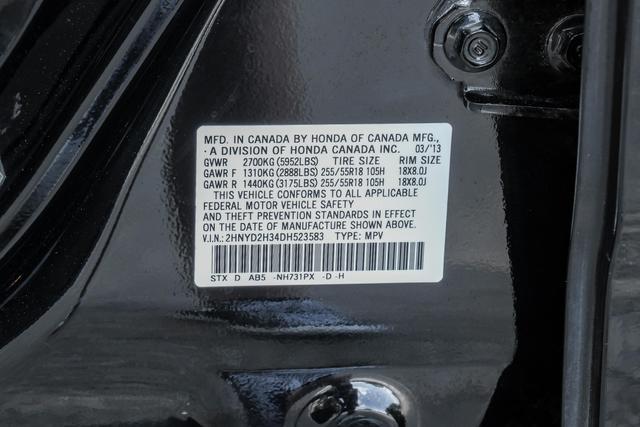 MFD. IN CANADA BY HONDA OF CANADA MFG.,
· A DIVISION OF HONDA CANADA INC. 03/'13
GVWR 2700KG (5952LBS) TIRE SIZE RIM SIZE
GAWR F 1310KG (2888LBS) 255/55R18 105H 18X8.0J
GAWR R 1440KG (3175LBS) 255/55R18 105H 18X8.0J
THIS VEHICLE CONFORMS TO ALL APPLICABLE
FEDERAL MOTOR VEHICLE SAFETY
AND THEFT PREVENTION STANDARDS IN EFFECT
ON THE DATE OF MANUFACTURE SHOWN ABOVE.
V.I.N.: 2HNYD2H34DH523583 TYPE: MPV
STX D AB5 -NH731PX -D -H